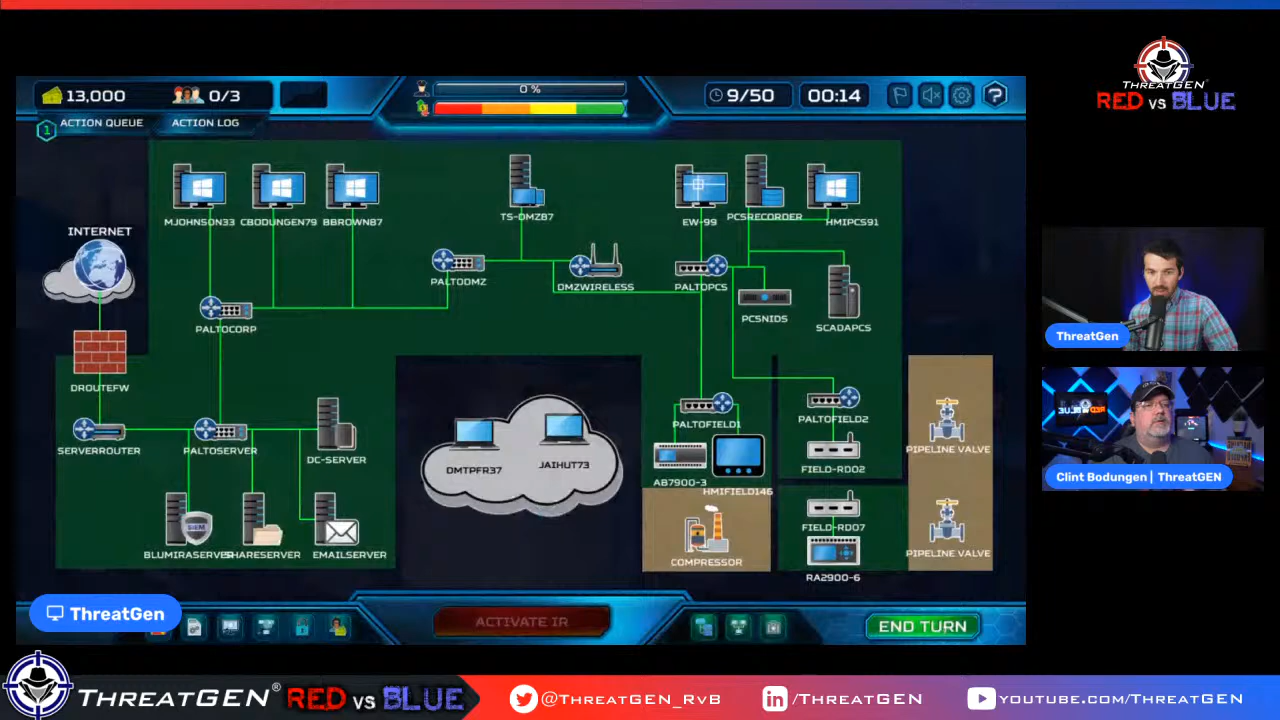 13,000
0/3
0 %
9/50
00:14
?
1
ACTION QUEUE
ACTION LOG
THREATGEN®
RED VS BLUE
MJOHNSON33
CBODUNGEN79
BBROWN87
TS-DMZ87
EW-99
PCSRECORDER
HMIPCS91
INTERNET
PALTODMZ
DMZWIRELESS
PALTOPCS
PCSNIDS
SCADAPCS
PALTOCORP
DROUTEFW
ThreatGen
SERVERROUTER
PALTOSERVER
DC-SERVER
DMTPFR37
JAIHUT73
PALTOFIELD1
PALTOFIELD2
AB7900-3
HMIFIELD146
FIELD-RD02
PIPELINE VALVE
Clint Bodungen | ThreatGEN
SIEM
BLUMIRASERVER
SHARESERVER
EMAILSERVER
COMPRESSOR
FIELD-RD07
RA2900-6
PIPELINE VALVE
ThreatGen
ACTIVATE IR
END TURN
THREATGEN® RED VS BLUE
@THREATGEN_RVB
in /THREATGEN
YOUTUBE.COM/THREATGEN